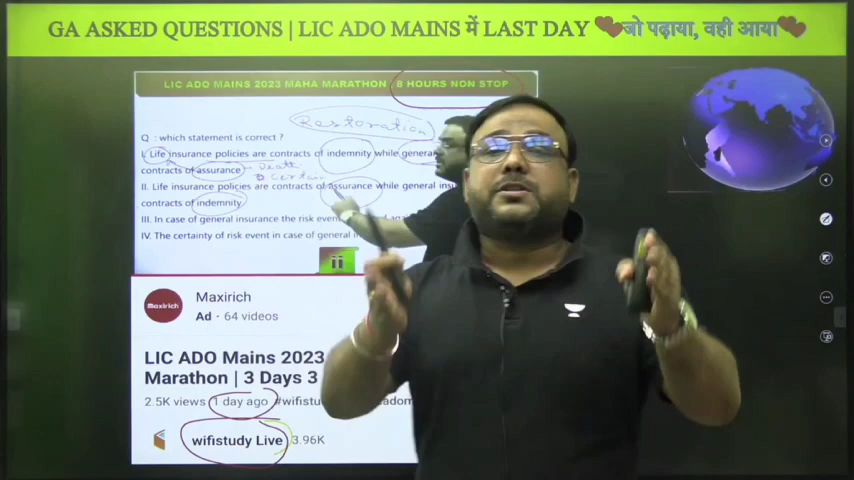 GA ASKED QUESTIONS | LIC ADO MAINS में LAST DAY ❤जो पढ़ाया, वही आया❤
LIC ADO MAINS 2023 MAHA MARATHON 8 HOURS NON STOP
Restoration
Q : which statement is correct ?
I. Life insurance policies are contracts of indemnity while general
contracts of assurance
Death
Certain
II. Life insurance policies are contracts of assurance while general insu
contracts of indemnity
III. In case of general insurance the risk event
IV. The certainty of risk event in case of general
ii
Maxirich
Maxirich
Ad · 64 videos
LIC ADO Mains 2023
Marathon | 3 Days 3
2.5K views 1 day ago #wifistu
wifistudy Live 3.96K